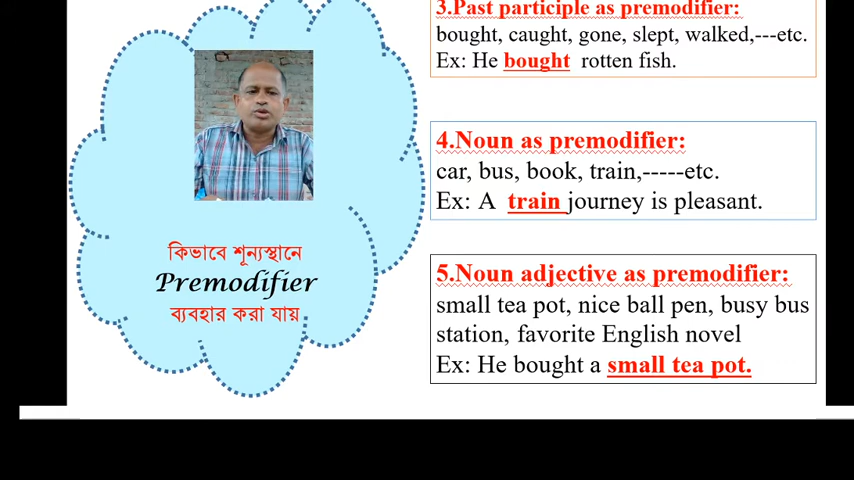 3.Past participle as premodifier:
bought, caught, gone, slept, walked,---etc.
Ex: He bought rotten fish.
4.Noun as premodifier:
car, bus, book, train,-----etc.
Ex: A train journey is pleasant.
5.Noun adjective as premodifier:
small tea pot, nice ball pen, busy bus
station, favorite English novel
Ex: He bought a small tea pot.
কিভাবে শূন্যস্থানে
Premodifier
ব্যবহার করা যায়